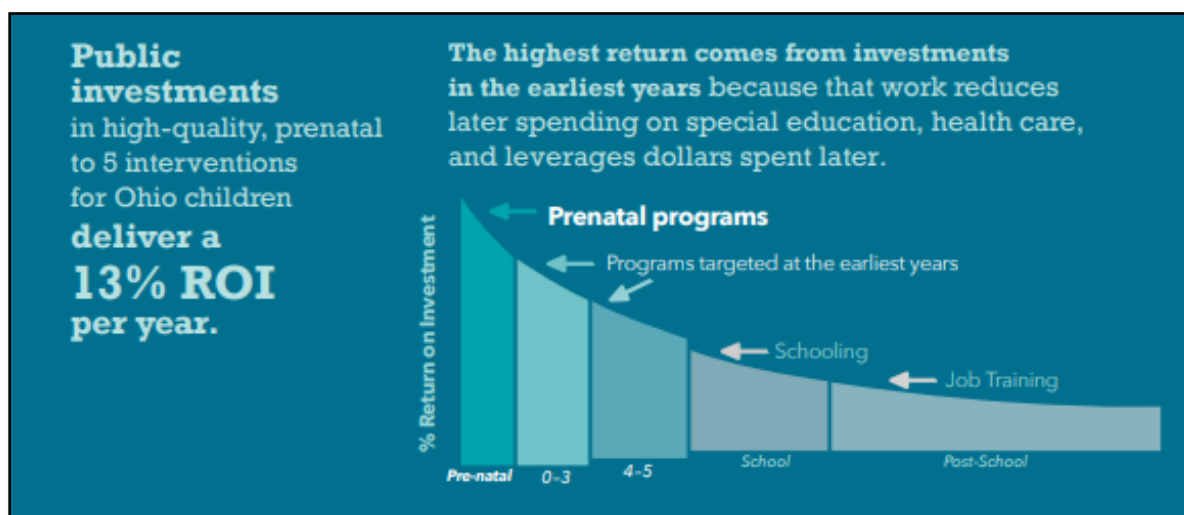 Public
investments
in high-quality, prenatal
to 5 interventions
for Ohio children
deliver a
13% ROI
per year.
The highest return comes from investments
in the earliest years because that work reduces
later spending on special education, health care,
and leverages dollars spent later.
% Return on Investment
Prenatal programs
Programs targeted at the earliest years
Schooling
Job Training
Pre-natal
0-3
4-5
School
Post-School